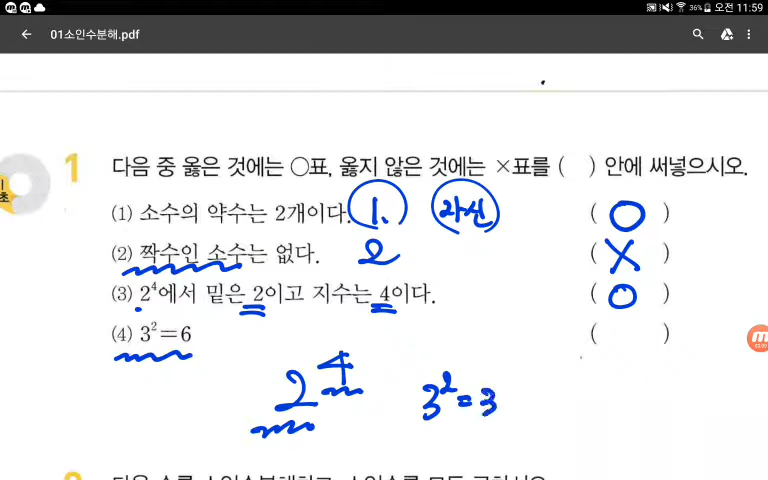 36% 오전 11:59
01소인수분해.pdf
1 다음 중 옳은 것에는 ○표, 옳지 않은 것에는 ×표를 ( ) 안에 써넣으시오.
(1) 소수의 약수는 2개이다. 1. 자신 ( O )
(2) 짝수인 소수는 없다. 2 ( X )
(3) 2⁴에서 밑은 2이고 지수는 4이다. ( O )
(4) 3²=6 ( )
2⁴ 3²=3